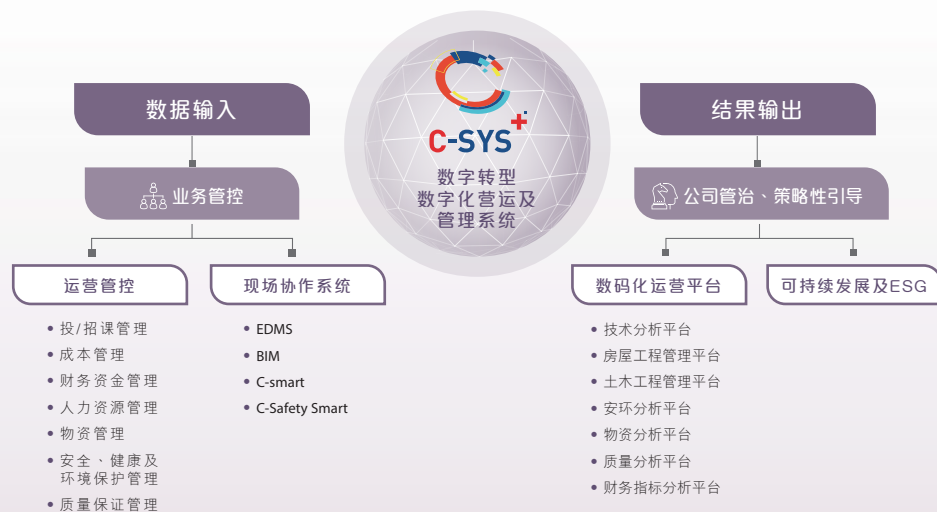 C-SYS+
数字转型
数字化营运及
管理系统
数据输入
业务管控
运营管控
• 投/招课管理
• 成本管理
• 财务资金管理
• 人力资源管理
• 物资管理
• 安全、健康及
环境保护管理
• 质量保证管理
现场协作系统
• EDMS
• BIM
• C-smart
• C-Safety Smart
结果输出
公司管治、策略性引导
数码化运营平台
• 技术分析平台
• 房屋工程管理平台
• 土木工程管理平台
• 安环分析平台
• 物资分析平台
• 质量分析平台
• 财务指标分析平台
可持续发展及ESG